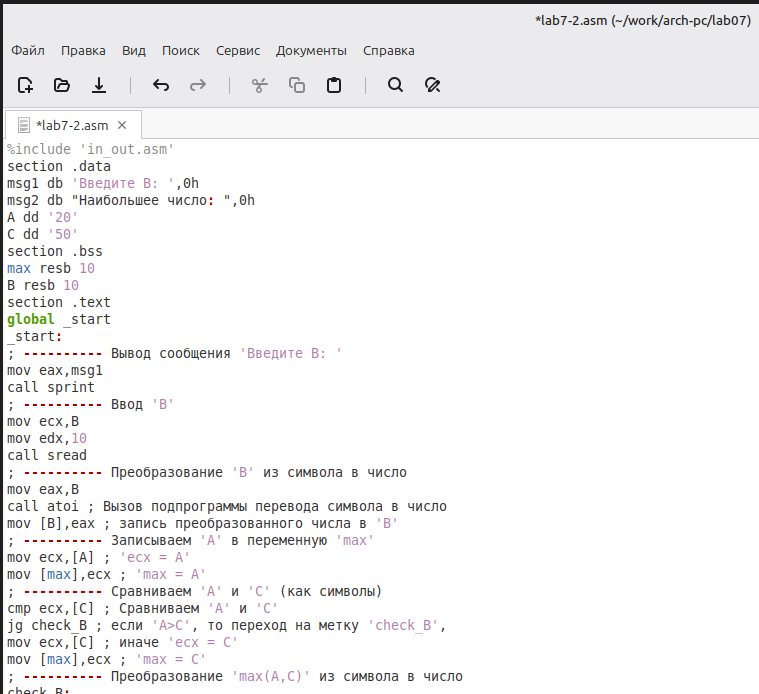 *lab7-2.asm (~/work/arch-pc/lab07)
Файл Правка Вид Поиск Сервис Документы Справка
*lab7-2.asm ×
%include 'in_out.asm'
section .data
msg1 db 'Введите B: ',0h
msg2 db "Наибольшее число: ",0h
A dd '20'
C dd '50'
section .bss
max resb 10
B resb 10
section .text
global _start
_start:
; ---------- Вывод сообщения 'Введите B: '
mov eax,msg1
call sprint
; ---------- Ввод 'B'
mov ecx,B
mov edx,10
call sread
; ---------- Преобразование 'B' из символа в число
mov eax,B
call atoi ; Вызов подпрограммы перевода символа в число
mov [B],eax ; запись преобразованного числа в 'B'
; ---------- Записываем 'A' в переменную 'max'
mov ecx,[A] ; 'ecx = A'
mov [max],ecx ; 'max = A'
; ---------- Сравниваем 'A' и 'С' (как символы)
cmp ecx,[C] ; Сравниваем 'A' и 'С'
jg check_B ; если 'A>C', то переход на метку 'check_B',
mov ecx,[C] ; иначе 'ecx = C'
mov [max],ecx ; 'max = C'
; ---------- Преобразование 'max(A,C)' из символа в число
check_B: